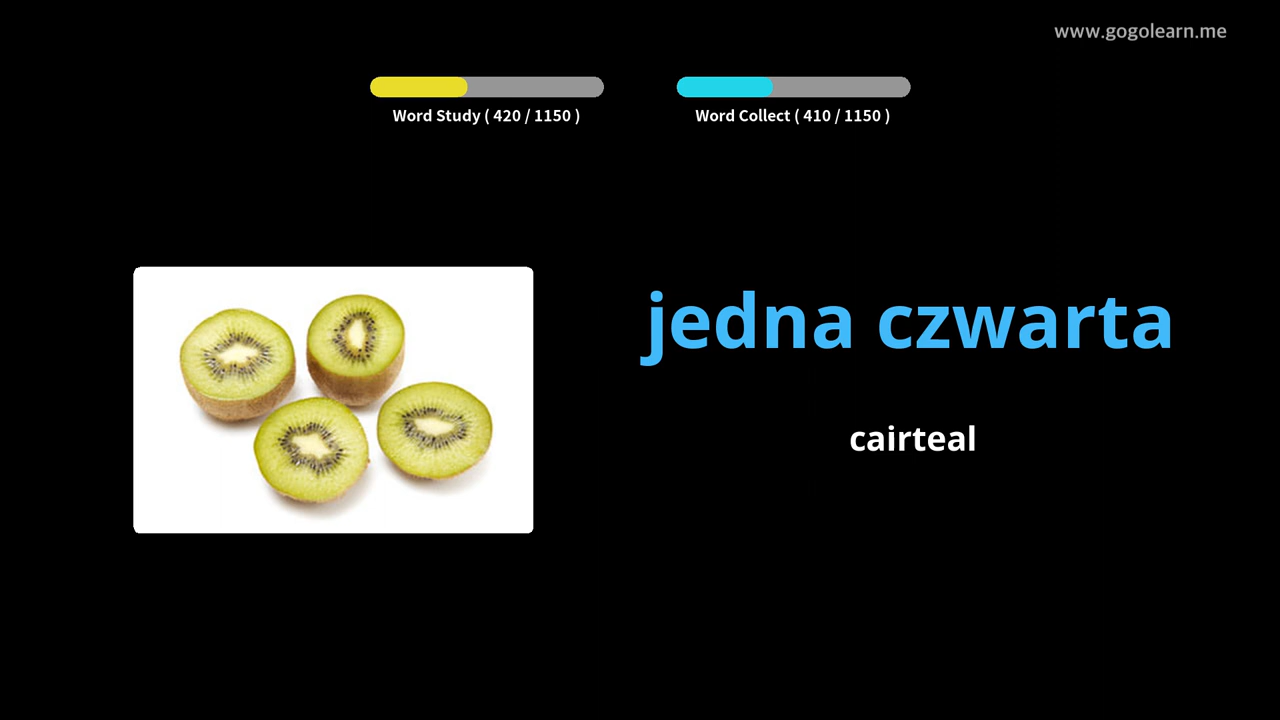 www.gogolearn.me
Word Study ( 420 / 1150 )
Word Collect ( 410 / 1150 )
jedna czwarta
cairteal